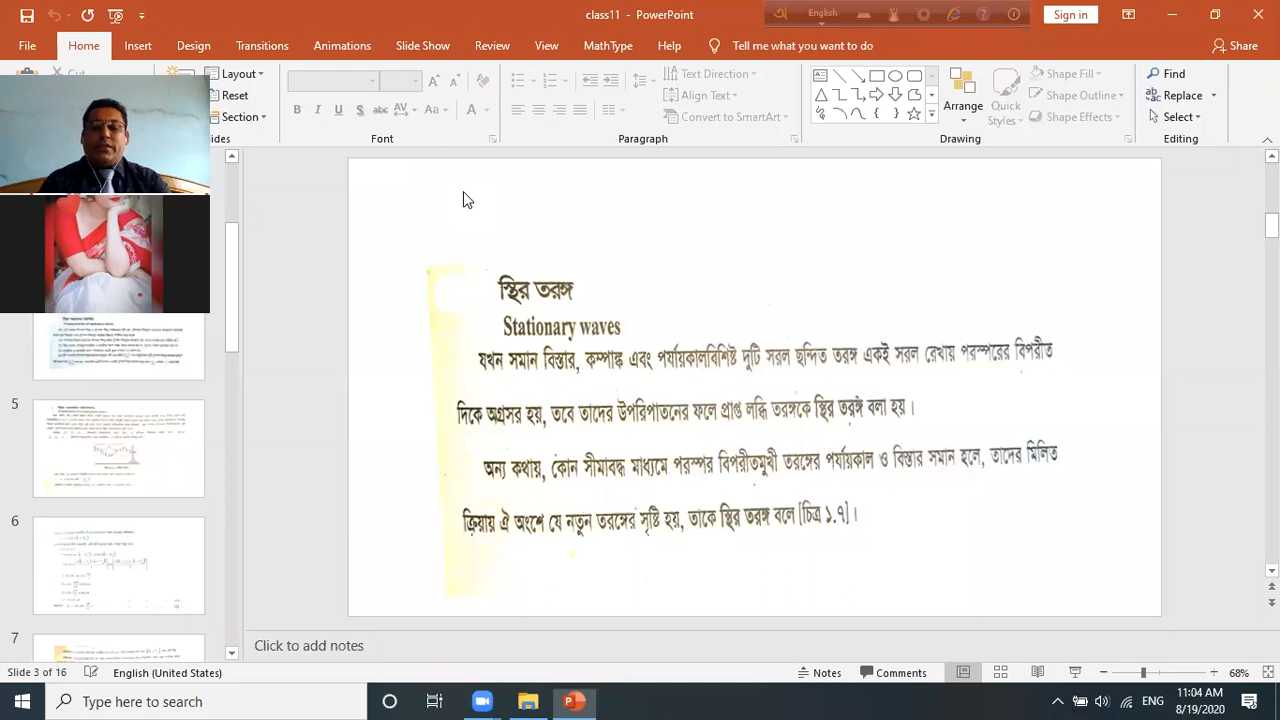 class11 - PowerPoint
English
Sign in
File Home Insert Design Transitions Animations Slide Show Review View MathType Help Tell me what you want to do Share
Cut
Layout
Reset
Section
Font
Paragraph
Drawing
Editing
Text Direction
Align Text
Convert to SmartArt
Arrange
Quick Styles
Shape Fill
Shape Outline
Shape Effects
Find
Replace
Select
স্থির তরঙ্গ
Stationary waves
যখন সমান বিস্তার, কম্পাঙ্ক এবং পর্যায়কালবিশিষ্ট দুটি সরল ছন্দিত তরঙ্গ একই সরল রেখায় পরস্পরের বিপরীত
দিকে অগ্রসর হয়, তবে তাদের উপরিপাতনের ফলে প্রাপ্ত লব্ধি তরঙ্গকে স্থির তরঙ্গ বলা হয়।
অন্য কথায়, কোন সীমাবদ্ধ মাধ্যমে পরস্পর বিপরীতমুখী তরঙ্গের পর্যায়কাল ও বিস্তার সমান হলে, তাদের মিলিত
ক্রিয়ায় ঐ অংশে যে নতুন তরঙ্গের সৃষ্টি হয়, তাকে স্থির তরঙ্গ বলে [চিত্র ১.৭]।
5
6
7
Click to add notes
Slide 3 of 16
English (United States)
Notes
Comments
68%
Type here to search
ENG
11:04 AM
8/19/2020